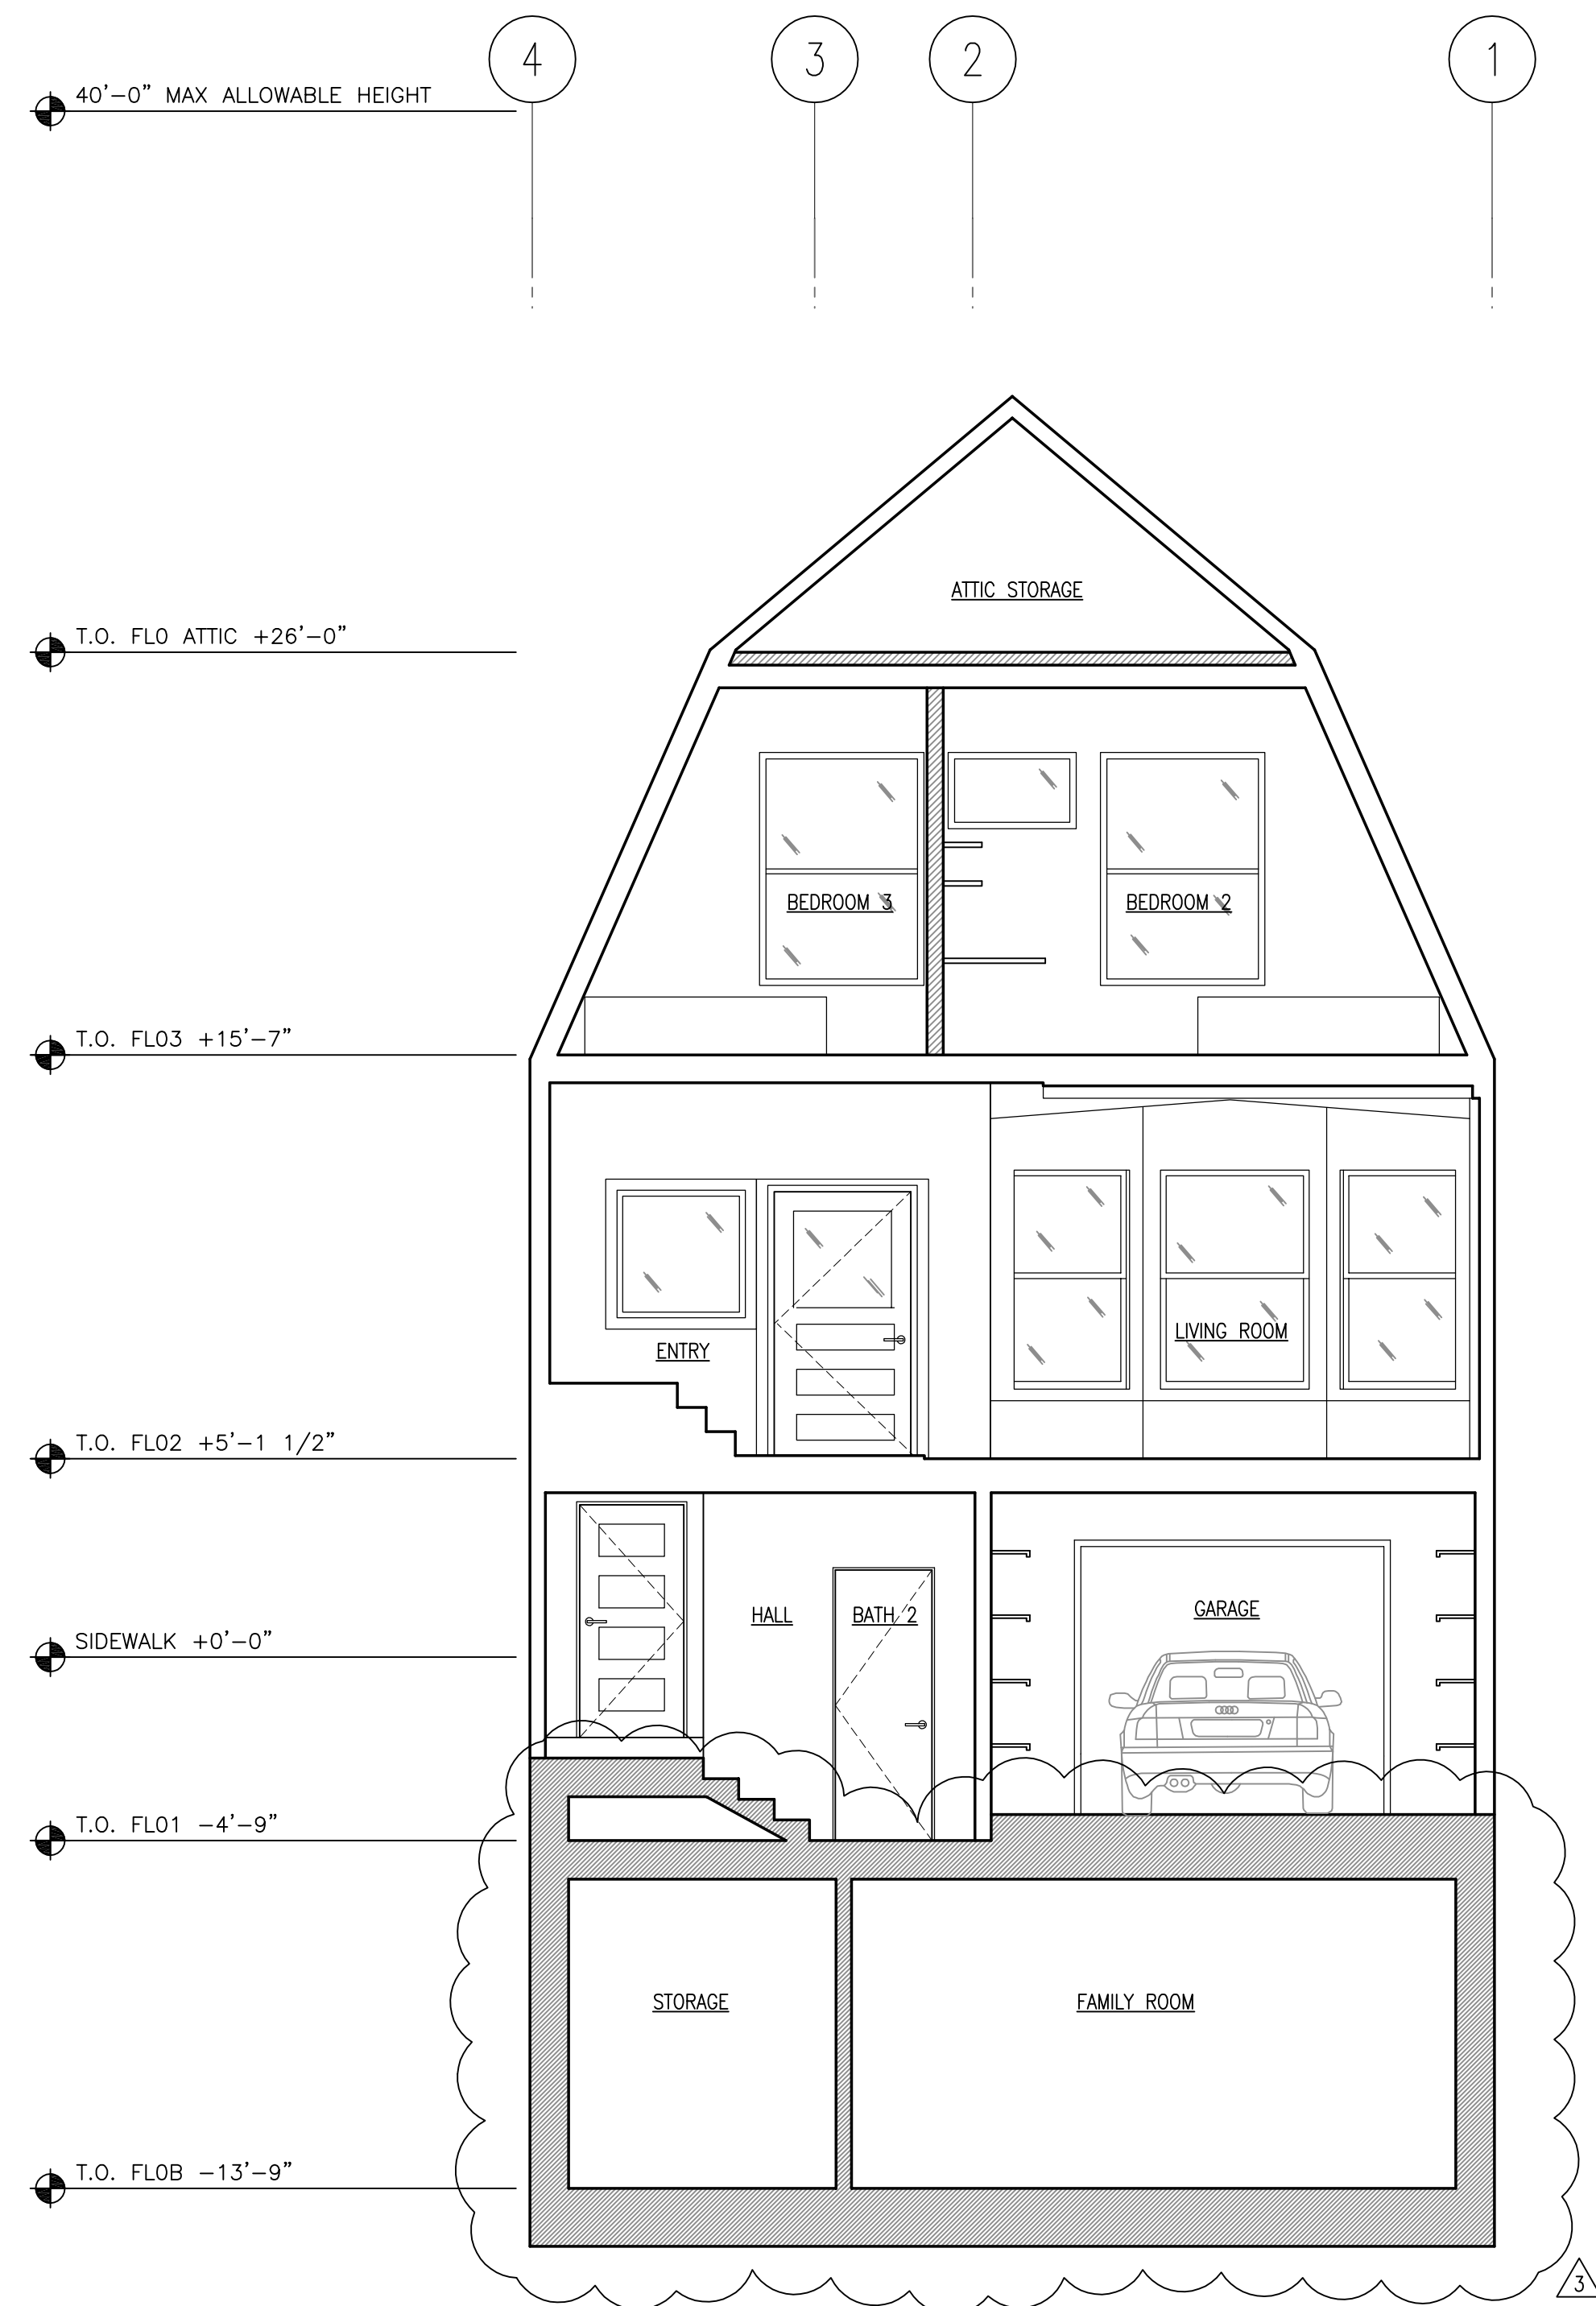 4 3 2 1
40'-0" MAX ALLOWABLE HEIGHT
ATTIC STORAGE
T.O. FL0 ATTIC +26'-0"
BEDROOM 3
BEDROOM 2
T.O. FL03 +15'-7"
LIVING ROOM
ENTRY
T.O. FL02 +5'-1 1/2"
GARAGE
HALL
BATH 2
SIDEWALK +0'-0"
T.O. FL01 -4'-9"
STORAGE
FAMILY ROOM
T.O. FL0B -13'-9"
3